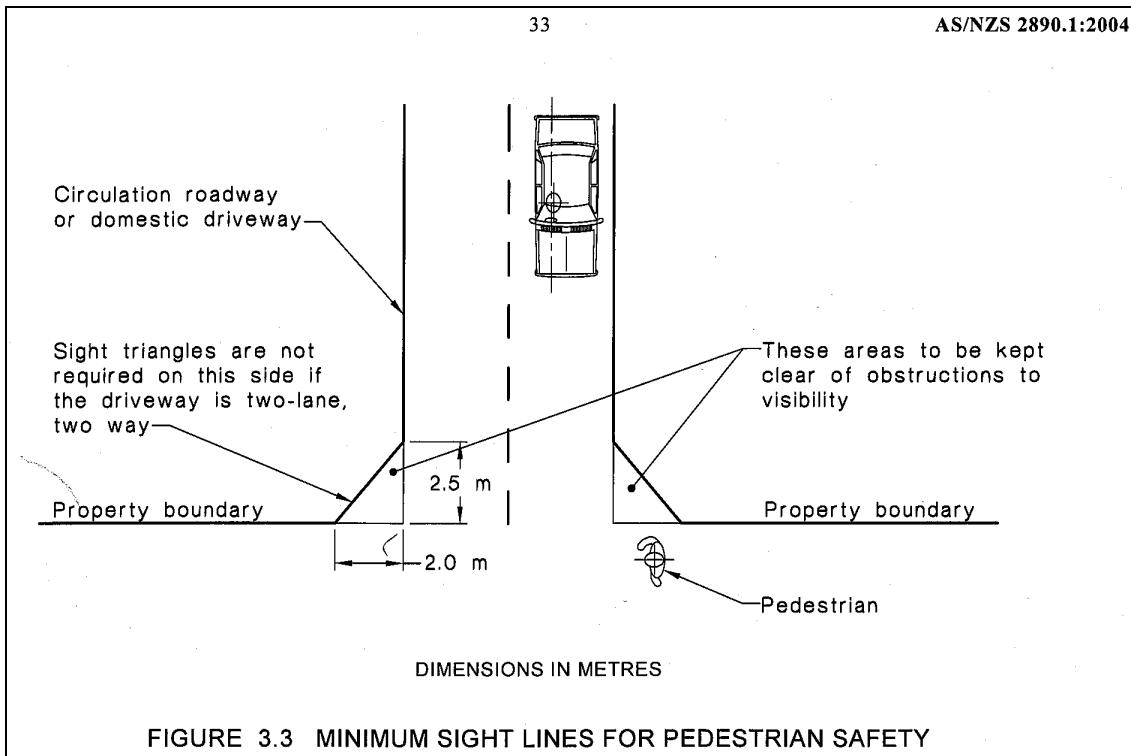 33
AS/NZS 2890.1:2004
Circulation roadway
or domestic driveway
Sight triangles are not
required on this side if
the driveway is two-lane,
two way
These areas to be kept
clear of obstructions to
visibility
2.5 m
Property boundary
Property boundary
2.0 m
Pedestrian
DIMENSIONS IN METRES
FIGURE 3.3 MINIMUM SIGHT LINES FOR PEDESTRIAN SAFETY